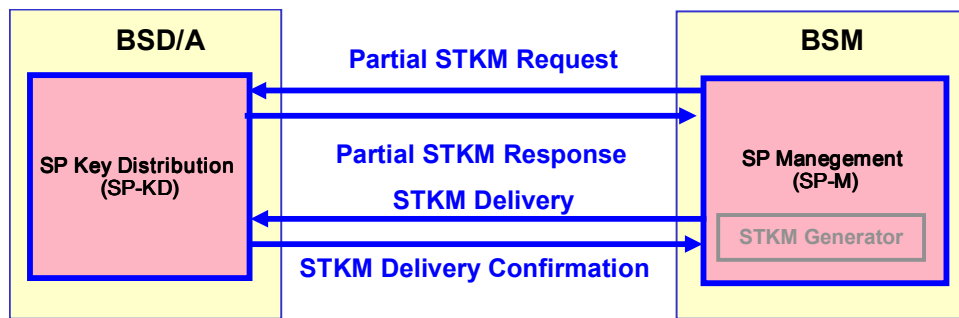 BSD/A
BSM
Partial STKM Request
SP Key Distribution
(SP-KD)
Partial STKM Response
SP Manegement
(SP-M)
STKM Delivery
STKM Generator
STKM Delivery Confirmation